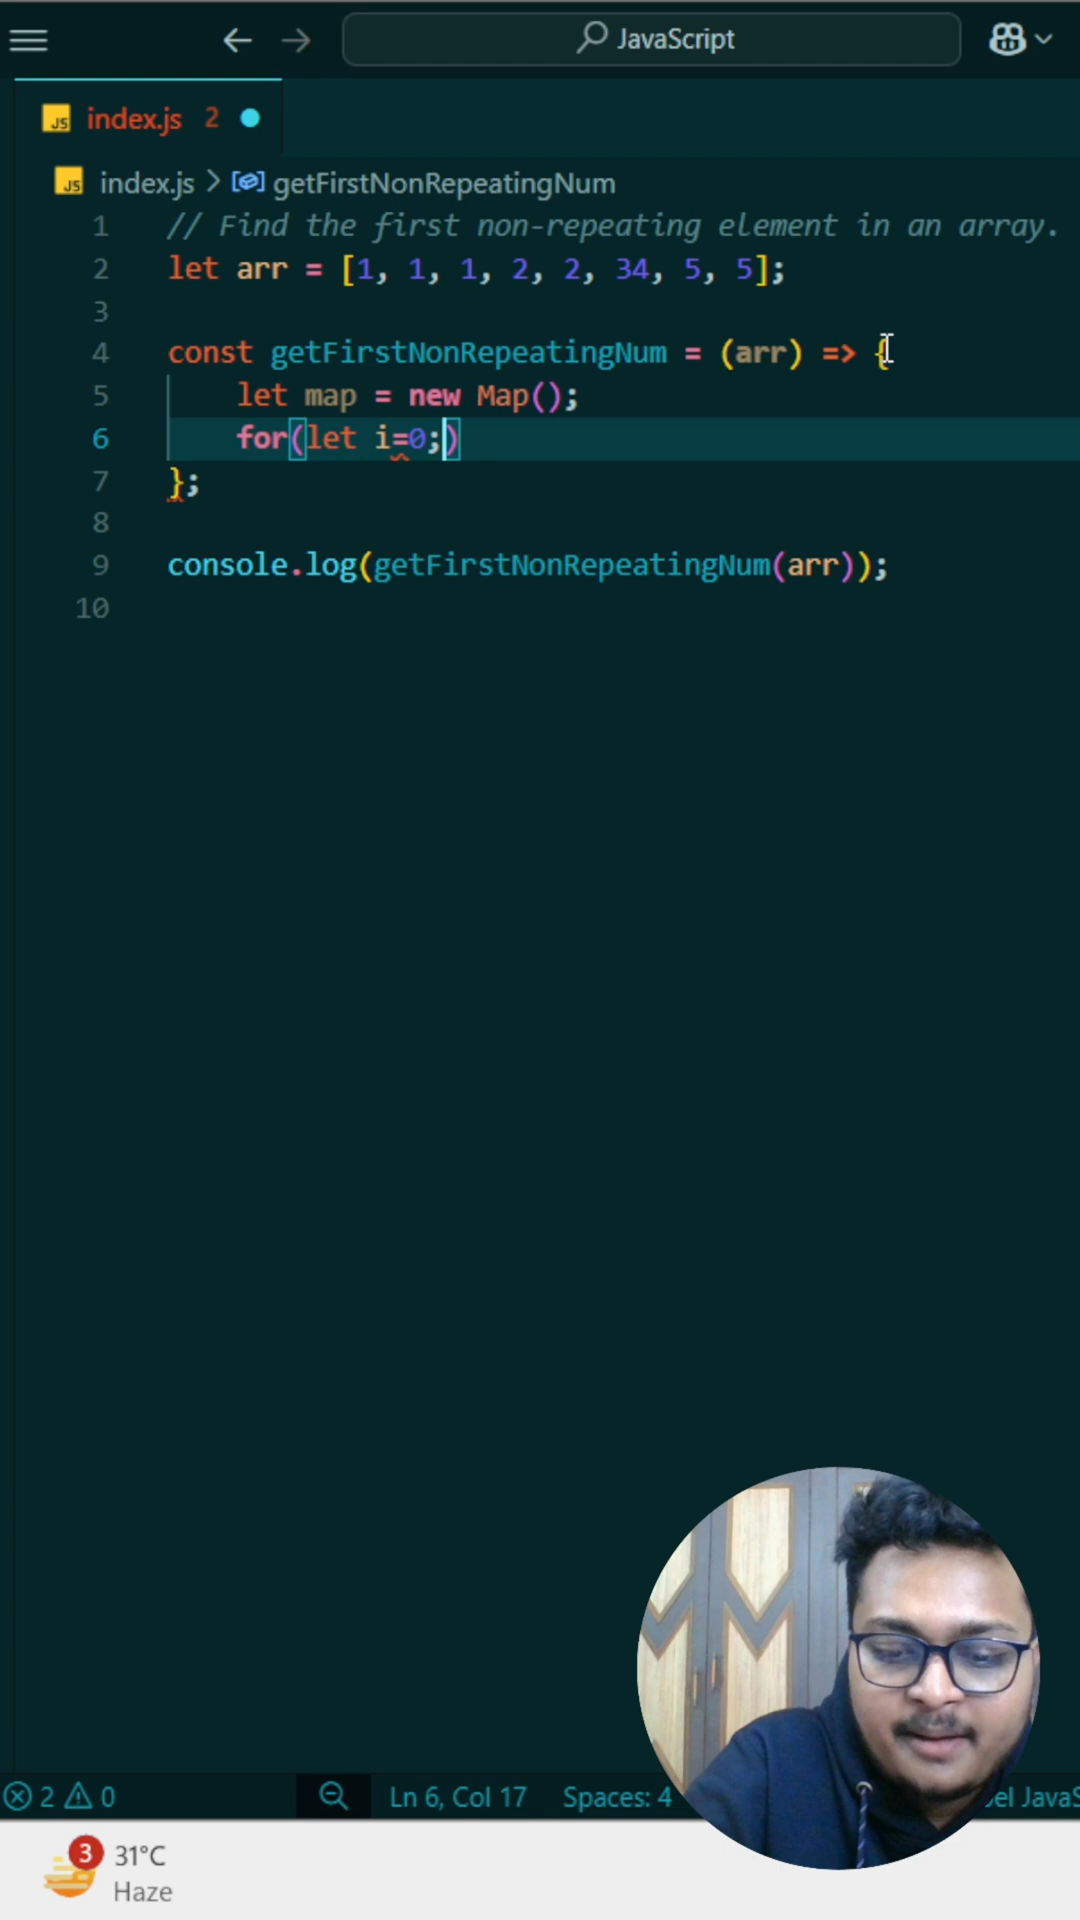 JavaScript
JS index.js 2
JS index.js > getFirstNonRepeatingNum
1 // Find the first non-repeating element in an array.
2 let arr = [1, 1, 1, 2, 2, 34, 5, 5];
3
4 const getFirstNonRepeatingNum = (arr) => {
5     let map = new Map();
6     for(let i=0;)
7 };
8
9 console.log(getFirstNonRepeatingNum(arr));
10
2 0 Ln 6, Col 17 Spaces: 4
3 31°C
Haze